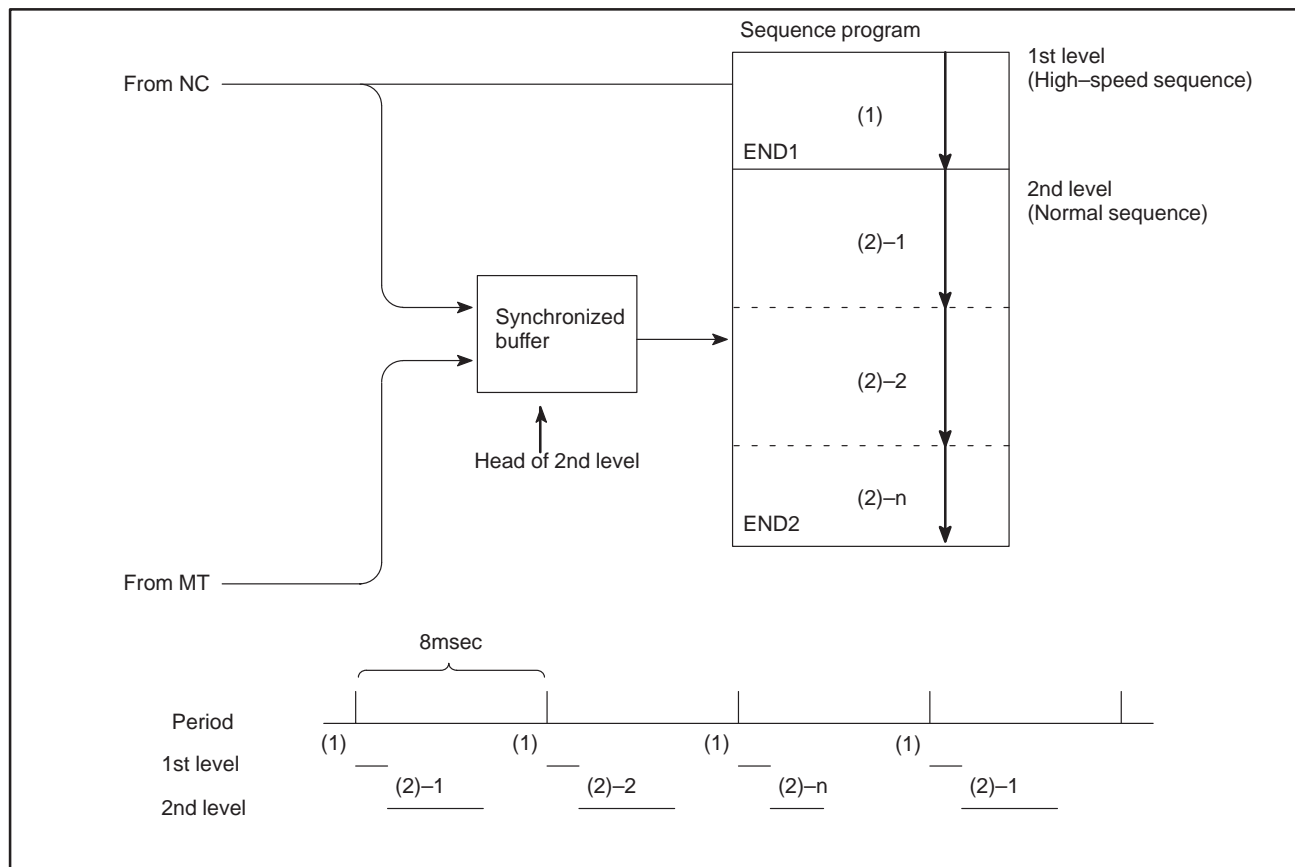 Sequence program
From NC
1st level
(High–speed sequence)
(1)
END1
2nd level
(Normal sequence)
(2)–1
Synchronized
buffer
(2)–2
Head of 2nd level
(2)–n
END2
From MT
8msec
Period
(1) (1) (1) (1)
1st level
(2)–1 (2)–2 (2)–n (2)–1
2nd level